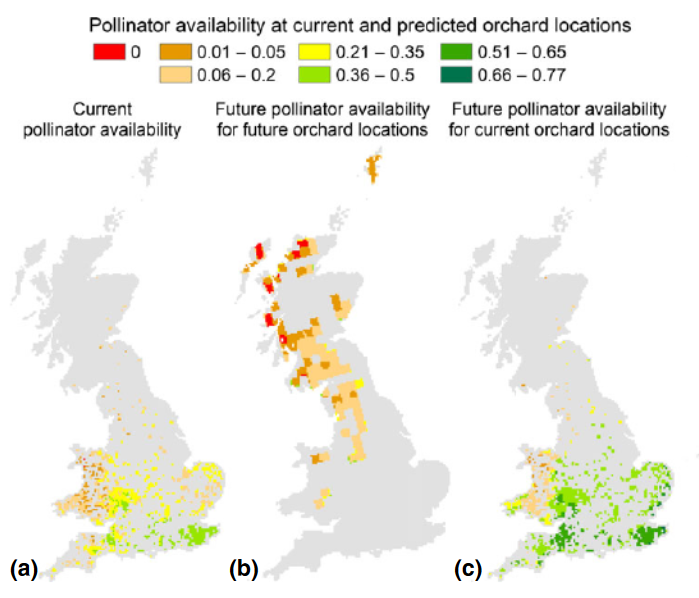 Pollinator availability at current and predicted orchard locations
0 0.01 – 0.05 0.21 – 0.35 0.51 – 0.65
0.06 – 0.2 0.36 – 0.5 0.66 – 0.77
Current
pollinator availability
Future pollinator availability
for future orchard locations
Future pollinator availability
for current orchard locations
(a) (b) (c)